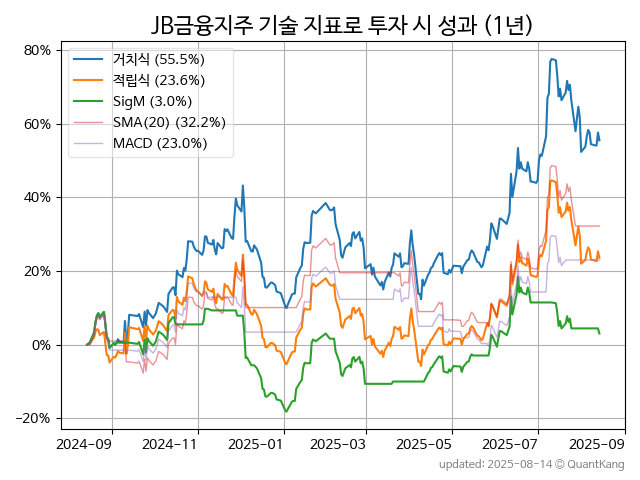 JB금융지주 기술 지표로 투자 시 성과 (1년)
80%
60%
40%
20%
0%
−20%
거치식 (55.5%)
적립식 (23.6%)
SigM (3.0%)
SMA(20) (32.2%)
MACD (23.0%)
2024-09 2024-11 2025-01 2025-03 2025-05 2025-07 2025-09
updated: 2025-08-14 © QuantKang